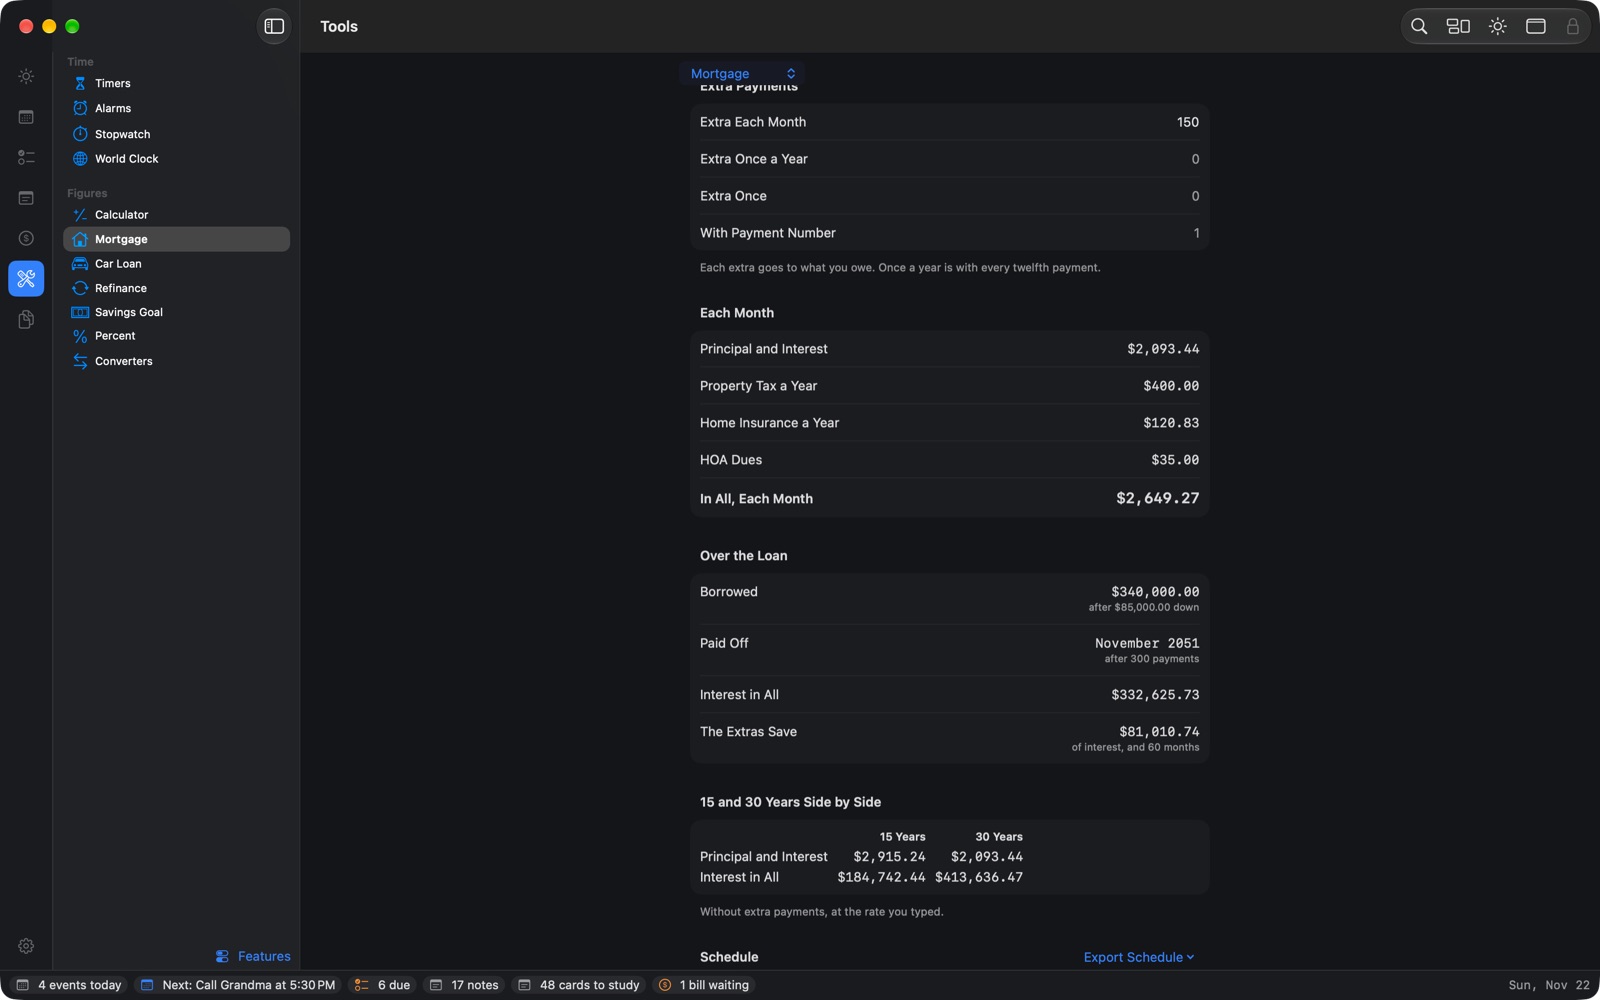 Tools
Time
Timers
Alarms
Stopwatch
World Clock
Figures
Calculator
Mortgage
Car Loan
Refinance
Savings Goal
Percent
Converters
Features
Mortgage
Extra Payments
Extra Each Month 150
Extra Once a Year 0
Extra Once 0
With Payment Number 1
Each extra goes to what you owe. Once a year is with every twelfth payment.
Each Month
Principal and Interest $2,093.44
Property Tax a Year $400.00
Home Insurance a Year $120.83
HOA Dues $35.00
In All, Each Month $2,649.27
Over the Loan
Borrowed $340,000.00
after $85,000.00 down
Paid Off November 2051
after 300 payments
Interest in All $332,625.73
The Extras Save $81,010.74
of interest, and 60 months
15 and 30 Years Side by Side
15 Years 30 Years
Principal and Interest $2,915.24 $2,093.44
Interest in All $184,742.44 $413,636.47
Without extra payments, at the rate you typed.
Schedule Export Schedule
4 events today Next: Call Grandma at 5:30 PM 6 due 17 notes 48 cards to study 1 bill waiting Sun, Nov 22